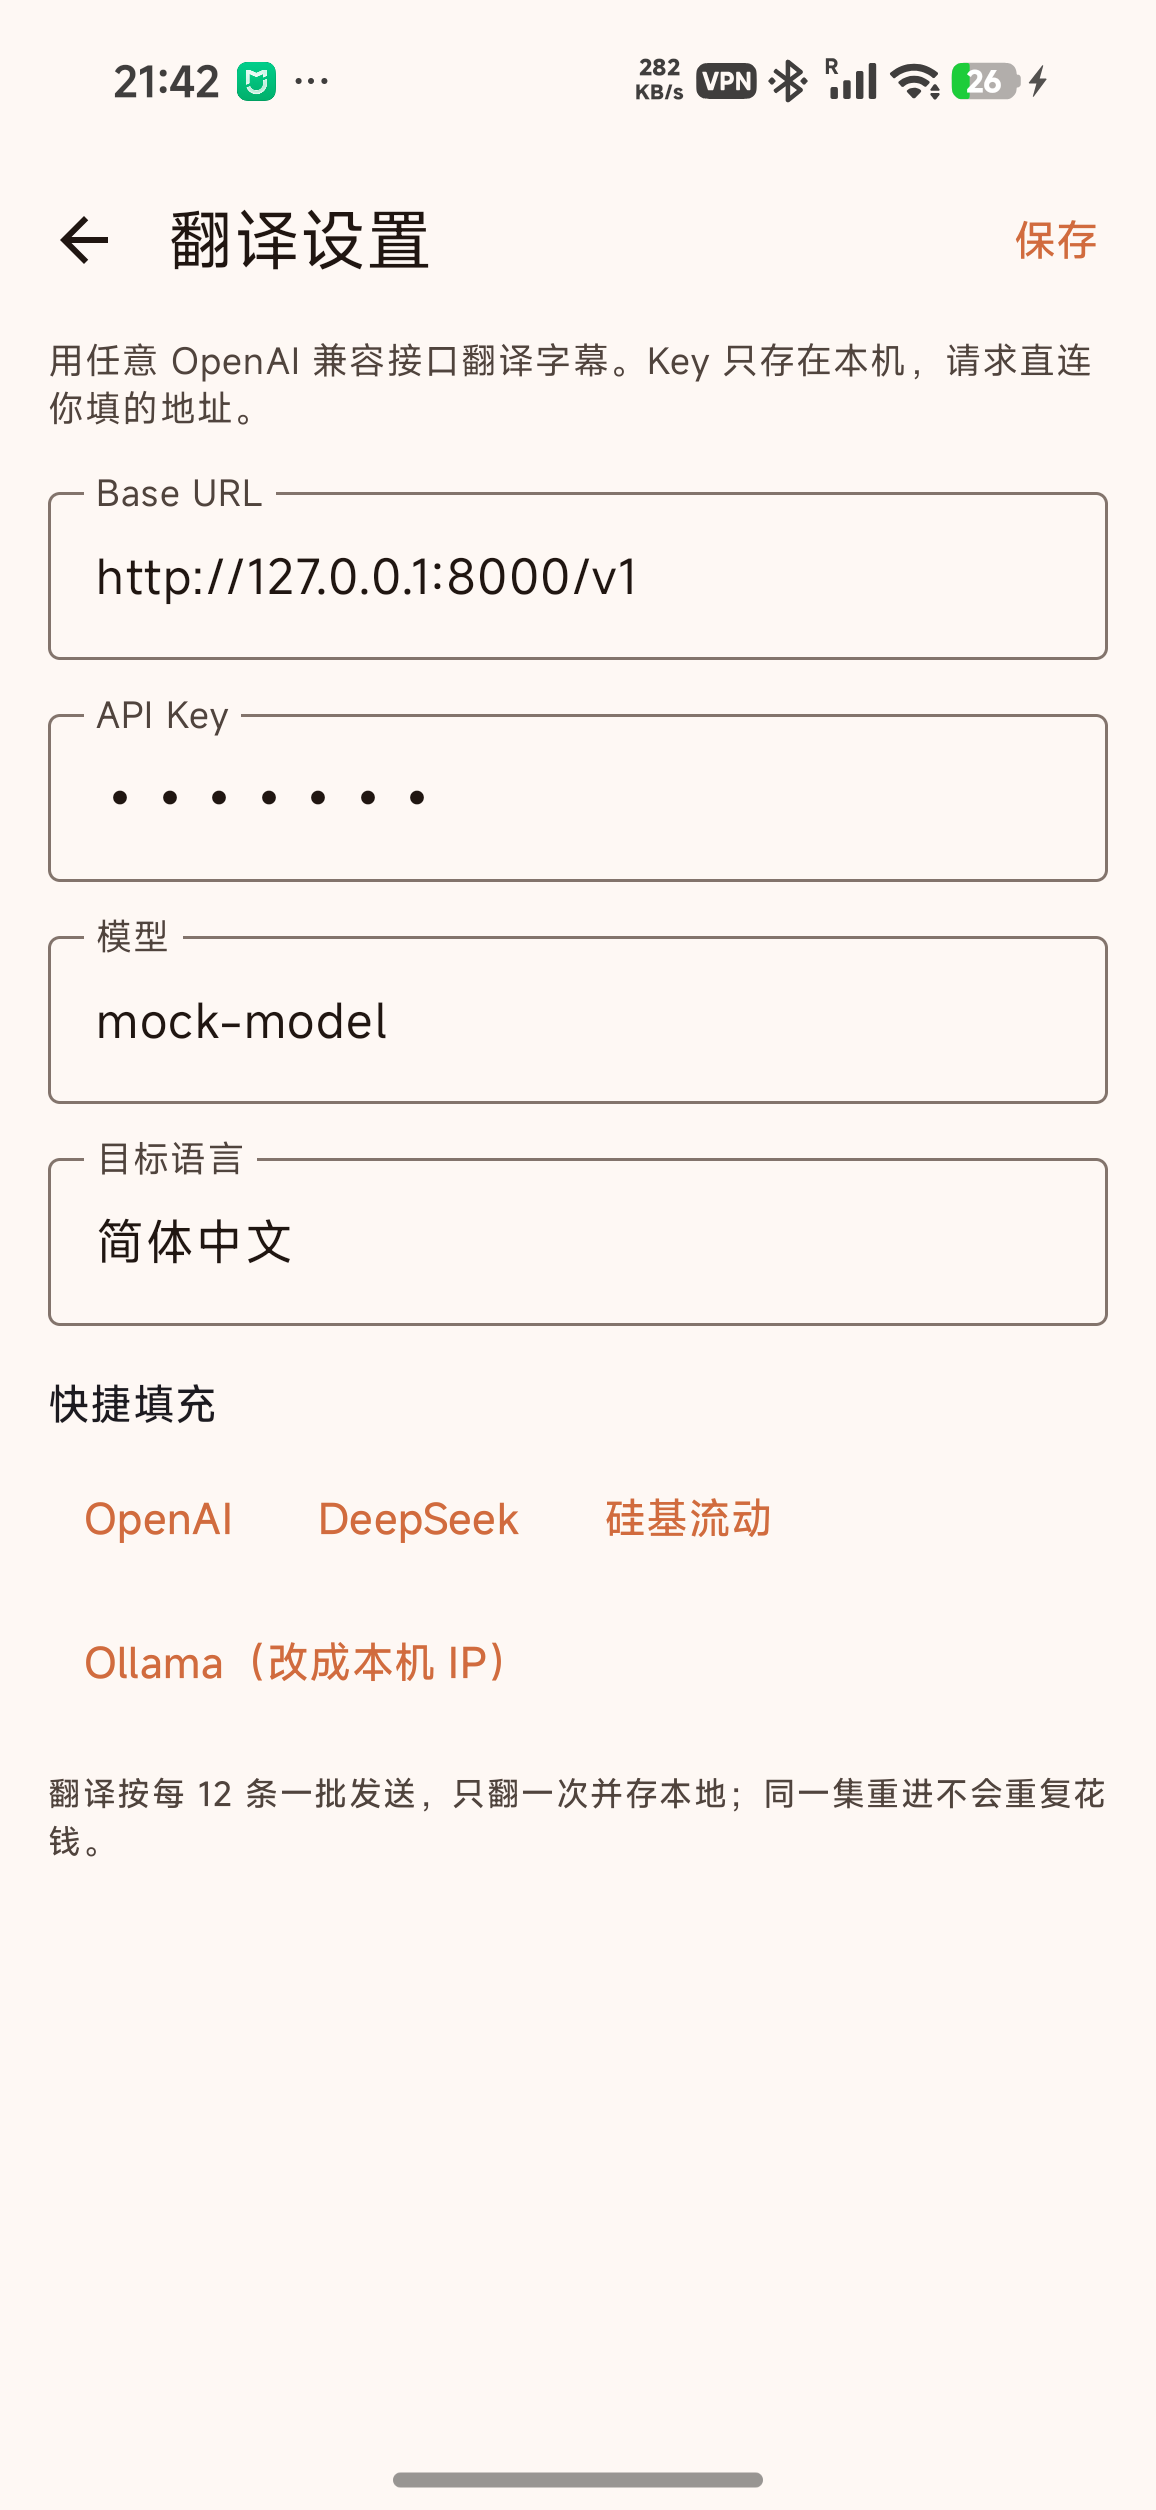 21:42
282
KB/s
VPN
R
26
翻译设置
保存
用任意 OpenAI 兼容接口翻译字幕。Key 只存在本机，请求直连
你填的地址。
Base URL
http://127.0.0.1:8000/v1
API Key
•••••••
模型
mock-model
目标语言
简体中文
快捷填充
OpenAI
DeepSeek
硅基流动
Ollama（改成本机 IP）
翻译按每 12 条一批发送，只翻一次并存本地；同一集重进不会重复花
钱。